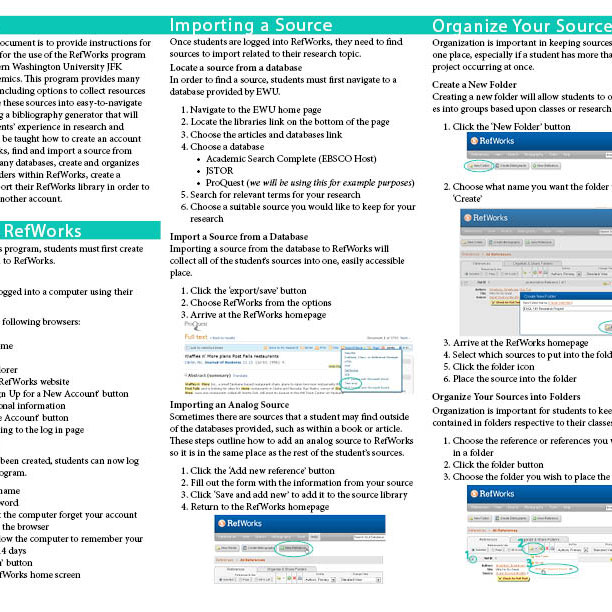 ocument is to provide instructions for
for the use of the RefWorks program
rn Washington University JFK
emics. This program provides many
ncluding options to collect resources
e these sources into easy-to-navigate
g a bibliography generator that will
ents' experience in research and
be taught how to create an account
ks, find and import a source from
any databases, create and organizes
ders within RefWorks, create a
ort their RefWorks library in order to
nother account.
RefWorks
s program, students must first create
to RefWorks.
ogged into a computer using their
following browsers:
me
lorer
RefWorks website
gn Up for a New Account' button
onal information
e Account' button
ing to the log in page
been created, students can now log
ogram.
name
word
t the computer forget your account
the browser
low the computer to remember your
14 days
n' button
fWorks home screen
Importing a Source
Once students are logged into RefWorks, they need to find
sources to import related to their research topic.
Locate a source from a database
In order to find a source, students must first navigate to a
database provided by EWU.
1. Navigate to the EWU home page
2. Locate the libraries link on the bottom of the page
3. Choose the articles and databases link
4. Choose a database
• Academic Search Complete (EBSCO Host)
• JSTOR
• ProQuest (we will be using this for example purposes)
5. Search for relevant terms for your research
6. Choose a suitable source you would like to keep for your
research
Import a Source from a Database
Importing a source from the database to RefWorks will
collect all of the student's sources into one, easily accessible
place.
1. Click the 'export/save' button
2. Choose RefWorks from the options
3. Arrive at the RefWorks homepage
ProQuest
Full text
Waffles n' More plans Post Falls restaurants
Abstract (summary)
Importing an Analog Source
Sometimes there are sources that a student may find outside
of the databases provided, such as within a book or article.
These steps outline how to add an analog source to RefWorks
so it is in the same place as the rest of the student's sources.
1. Click the 'Add new reference' button
2. Fill out the form with the information from your source
3. Click 'Save and add new' to add it to the source library
4. Return to the RefWorks homepage
RefWorks
Organize Your Source
Organization is important in keeping sources
one place, especially if a student has more tha
project occurring at once.
Create a New Folder
Creating a new folder will allow students to o
es into groups based upon classes or research
1. Click the 'New Folder' button
RefWorks
2. Choose what name you want the folder
'Create'
RefWorks
Create New Folder
3. Arrive at the RefWorks homepage
4. Select which sources to put into the fold
5. Click the folder icon
6. Place the source into the folder
Organize Your Sources into Folders
Organization is important for students to kee
contained in folders respective to their classe
1. Choose the reference or references you w
in a folder
2. Click the folder button
3. Choose the folder you wish to place the
RefWorks